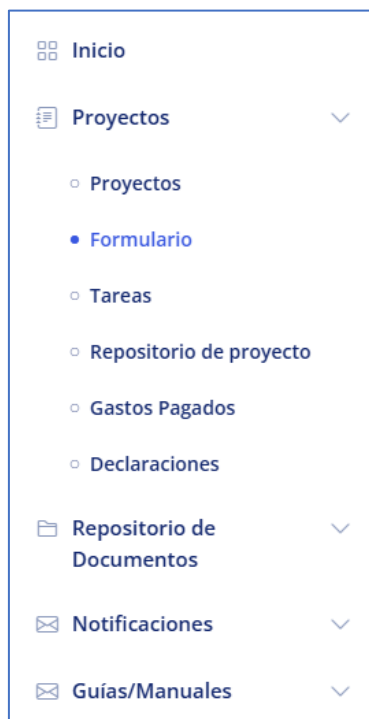 Inicio
Proyectos
Proyectos
Formulario
Tareas
Repositorio de proyecto
Gastos Pagados
Declaraciones
Repositorio de
Documentos
Notificaciones
Guías/Manuales